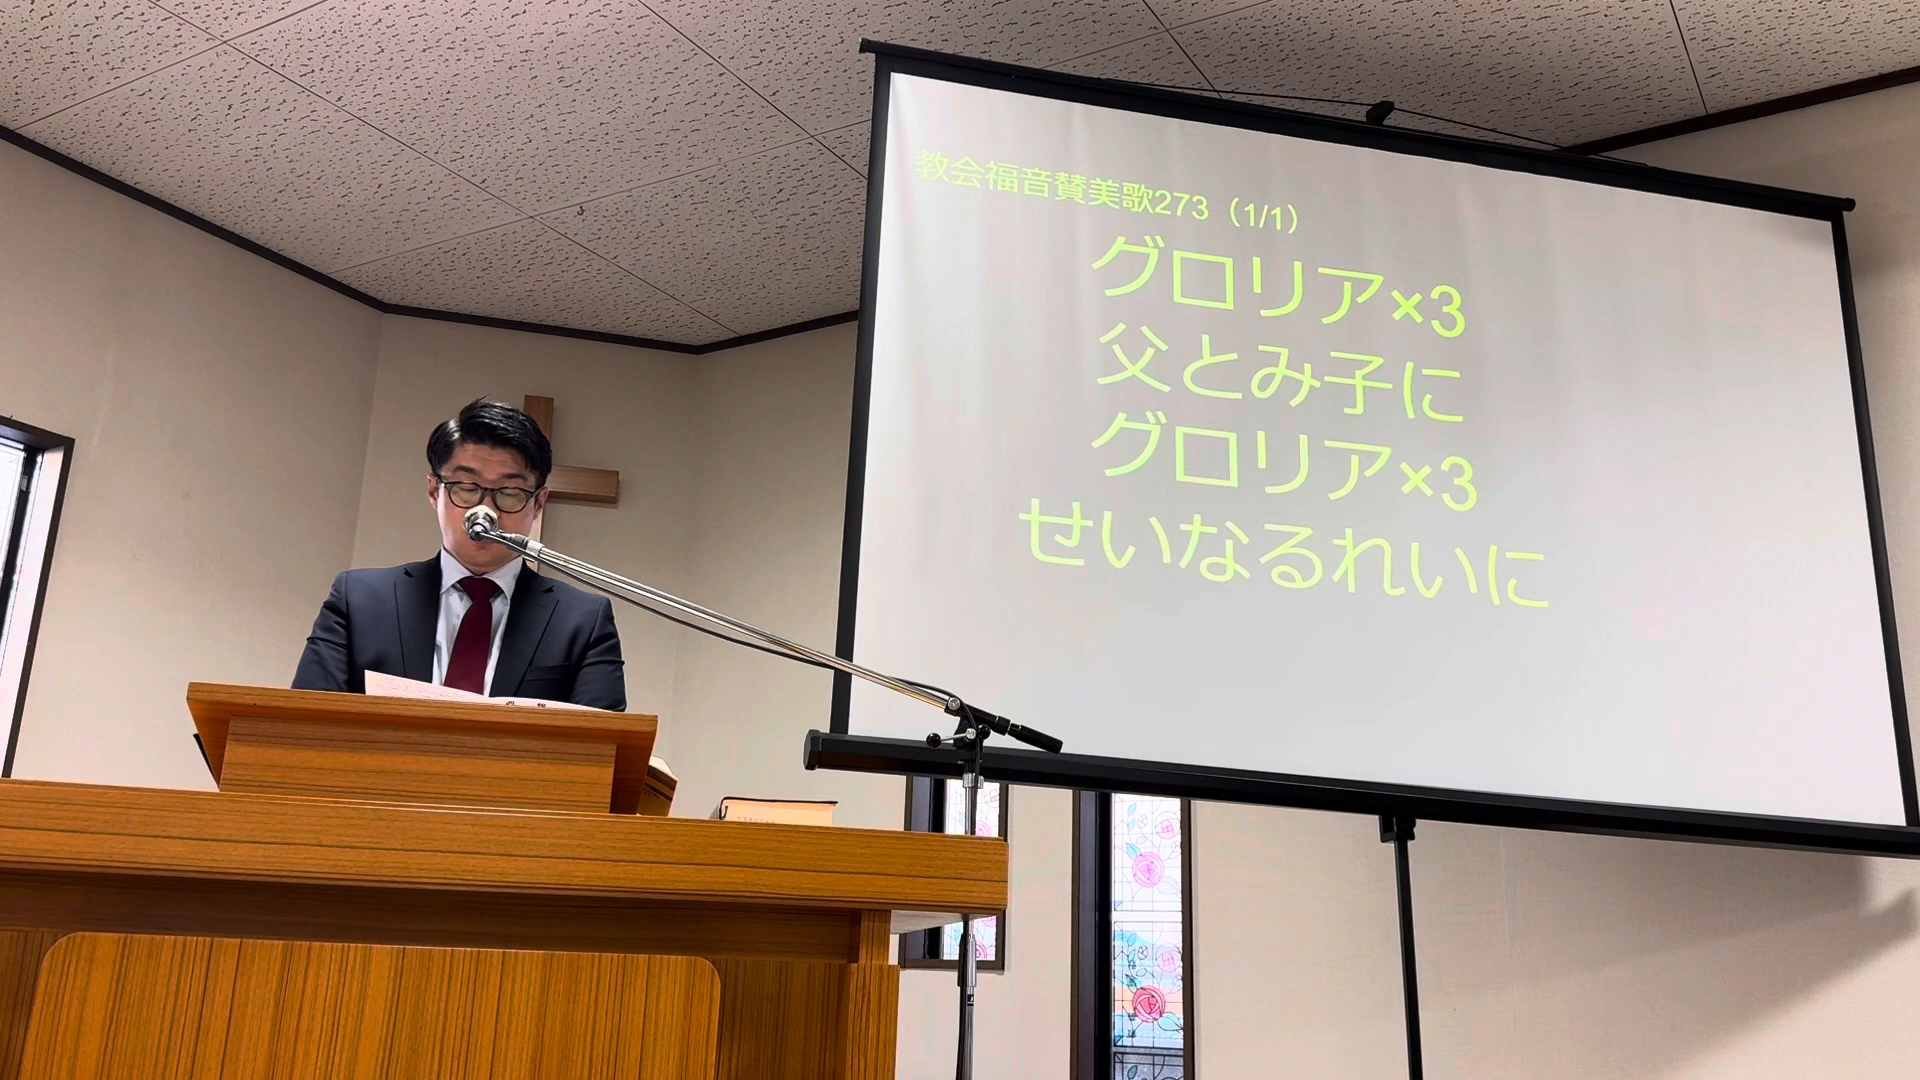 教会福音賛美歌273（1/1）
グロリア×3
父とみ子に
グロリア×3
せいなるれいに